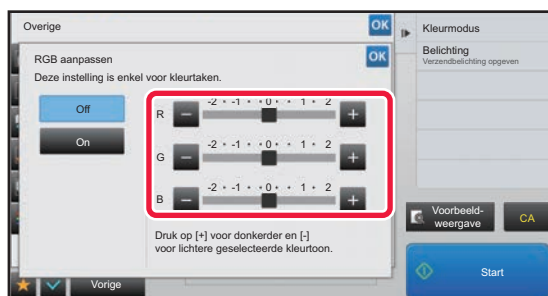 Overige
OK
Kleurmodus
Belichting
Verzendbelichting opgeven
RGB aanpassen
OK
Deze instelling is enkel voor kleurtaken.
Off
On
-2 • -1 • • 0 • • 1 • 2
R − +
-2 • -1 • • 0 • • 1 • 2
G − +
-2 • -1 • • 0 • • 1 • 2
B − +
Druk op [+] voor donkerder en [-]
voor lichtere geselecteerde kleurtoon.
Voorbeeld-
weergave
CA
Vorige
Start